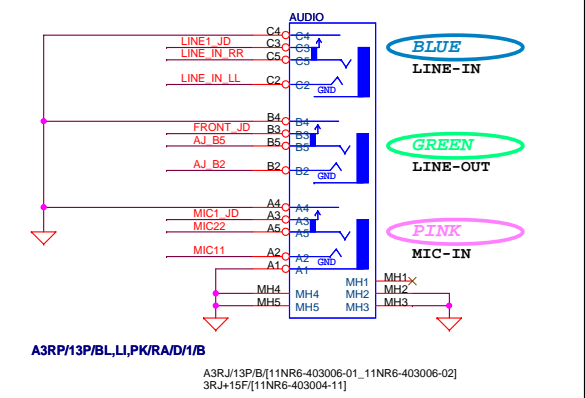 AUDIO
C4 C4
LINE1_JD C3 C3
LINE_IN_RR C5 C5
LINE_IN_LL C2 C2
GND
BLUE
LINE-IN
B4 B4
FRONT_JD B3 B3
AJ_B5 B5 B5
AJ_B2 B2 B2
GND
GREEN
LINE-OUT
A4 A4
MIC1_JD A3 A3
MIC22 A5 A5
MIC11 A2 A2
GND
A1 A1
PINK
MIC-IN
MH1 MH1
MH4 MH4 MH2 MH2
MH5 MH5 MH3 MH3
A3RP/13P/BL,LI,PK/RA/D/1/B
A3RJ/13P/B/[11NR6-403006-01_11NR6-403006-02]
3RJ+15F/[11NR6-403004-11]